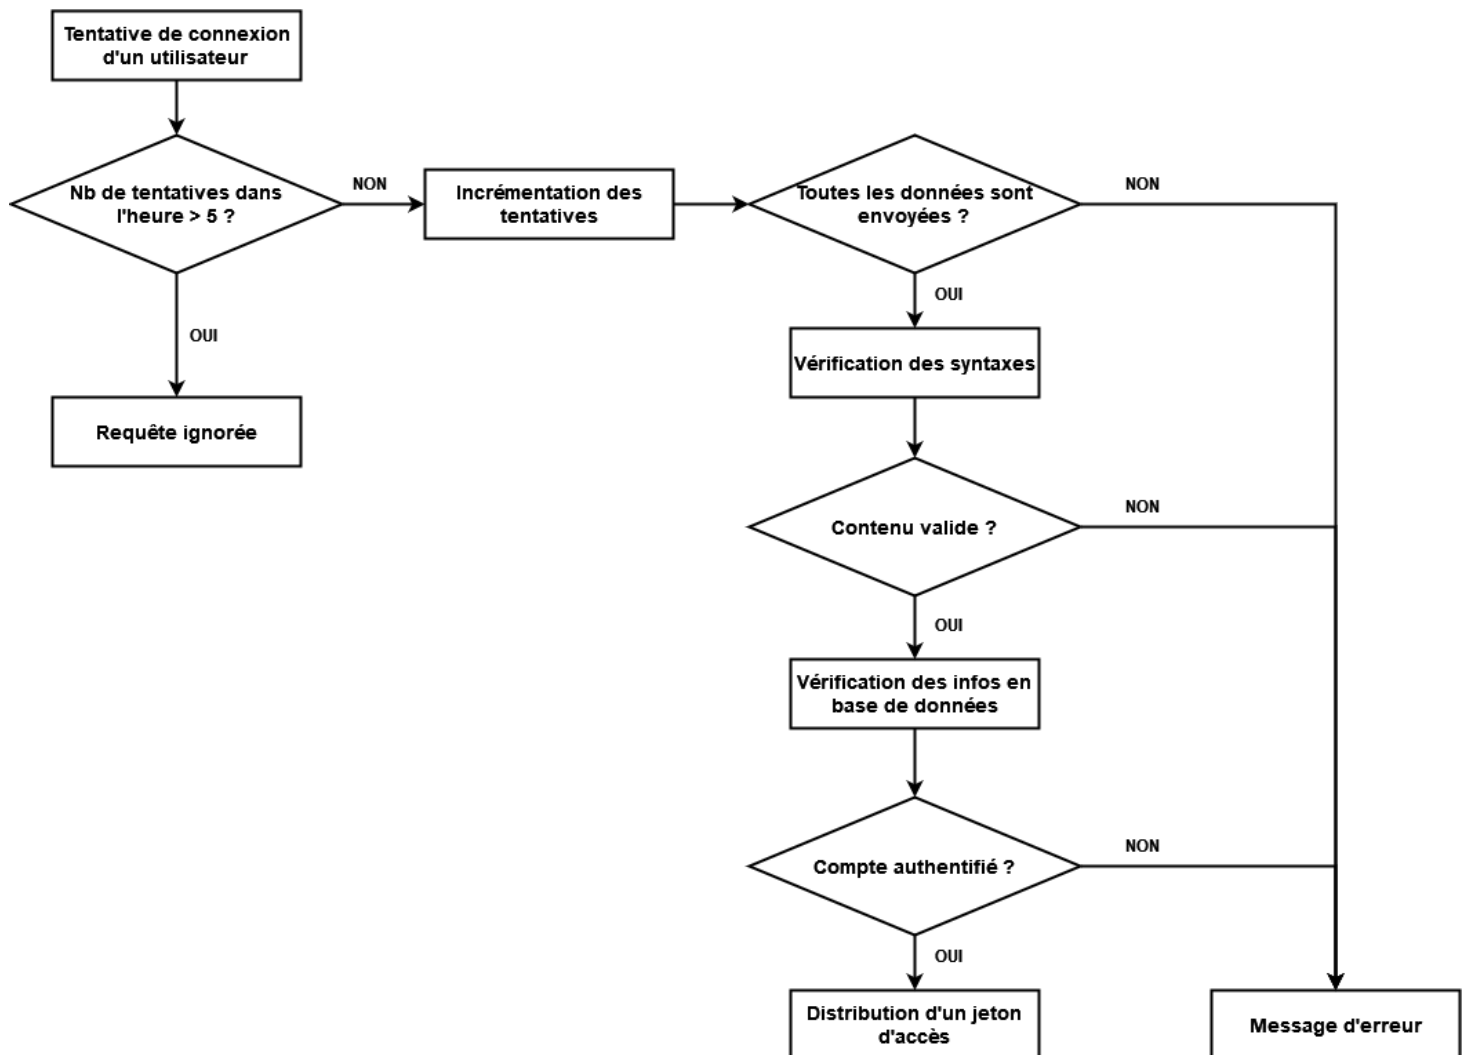 Tentative de connexion
d'un utilisateur
Nb de tentatives dans
l'heure > 5 ?
NON
Incrémentation des
tentatives
Toutes les données sont
envoyées ?
NON
OUI
OUI
Vérification des syntaxes
Requête ignorée
Contenu valide ?
NON
OUI
Vérification des infos en
base de données
Compte authentifié ?
NON
OUI
Distribution d'un jeton
d'accès
Message d'erreur